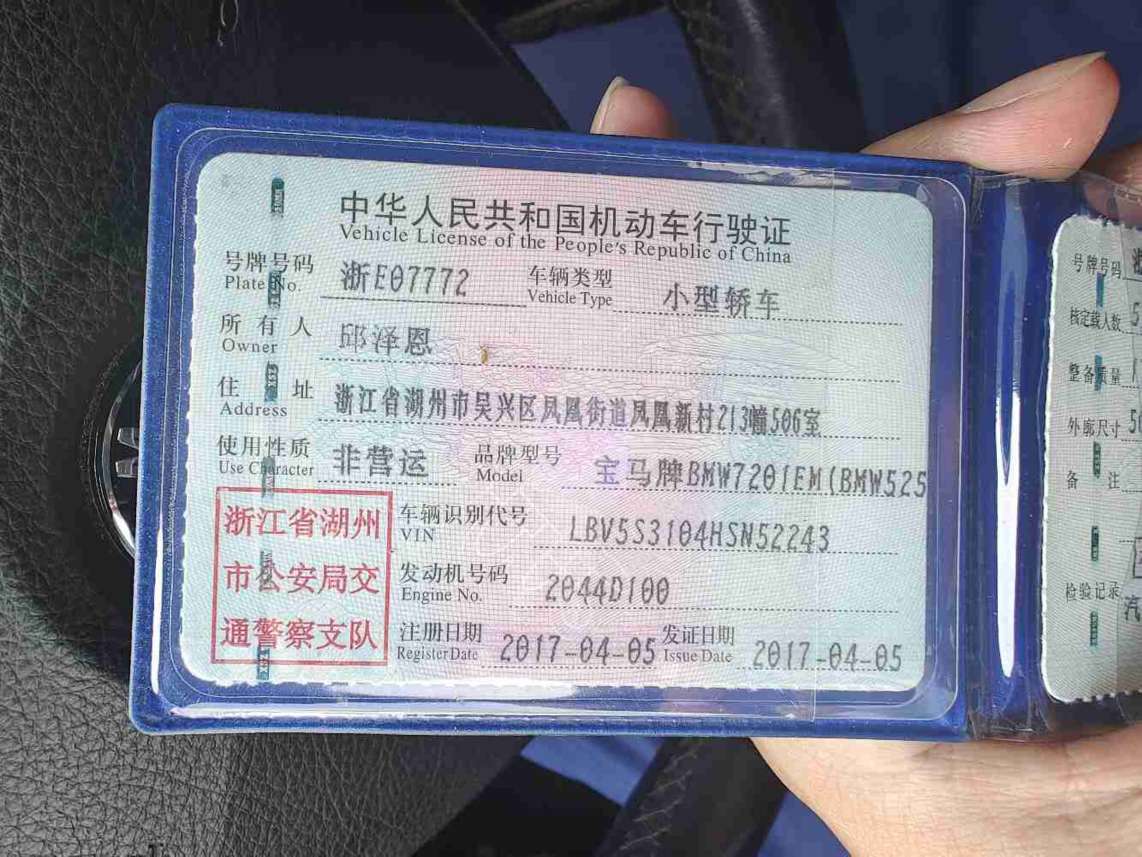 中华人民共和国机动车行驶证
Vehicle License of the People's Republic of China
号牌号码 浙E07772 车辆类型 小型轿车
Plate No. Vehicle Type
所有人 邱泽恩
Owner
住址 浙江省湖州市吴兴区凤凰街道凤凰新村213幢506室
Address
使用性质 非营运 品牌型号 宝马牌BMW7201EM(BMW525
Use Character Model
浙江省湖州
市公安局交
通警察支队
车辆识别代号 LBV5S3104HSN52243
VIN
发动机号码 2044D100
Engine No.
注册日期 2017-04-05 发证日期 2017-04-05
Register Date Issue Date
号牌号码
核定载人数 5
整备质量
外廓尺寸
备注
检验记录